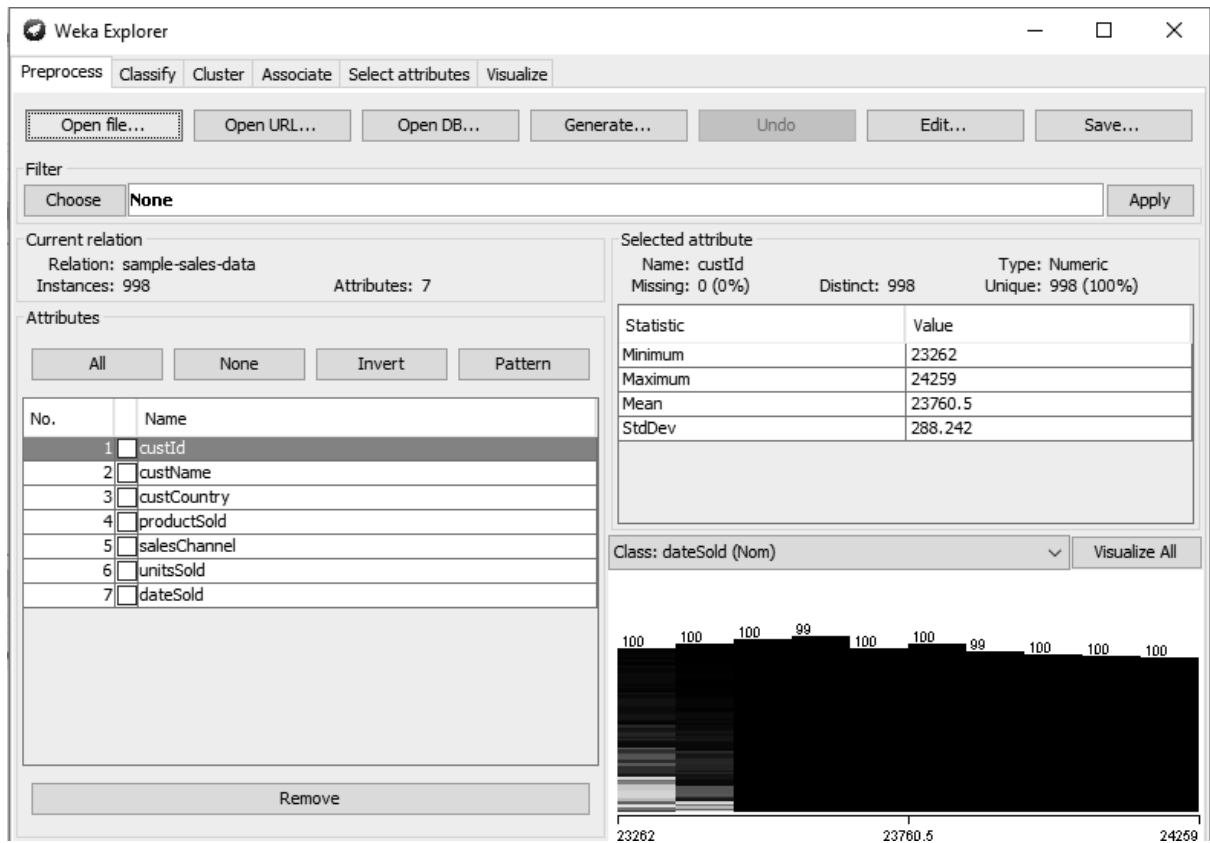 Weka Explorer
Preprocess Classify Cluster Associate Select attributes Visualize
Open file... Open URL... Open DB... Generate... Undo Edit... Save...
Filter
Choose None Apply
Current relation
Relation: sample-sales-data
Instances: 998 Attributes: 7
Attributes
All None Invert Pattern
No. Name
1 custId
2 custName
3 custCountry
4 productSold
5 salesChannel
6 unitsSold
7 dateSold
Remove
Selected attribute
Name: custId Type: Numeric
Missing: 0 (0%) Distinct: 998 Unique: 998 (100%)
Statistic Value
Minimum 23262
Maximum 24259
Mean 23760.5
StdDev 288.242
Class: dateSold (Nom) Visualize All
100 100 100 99 100 100 99 100 100 100
23262 23760.5 24259